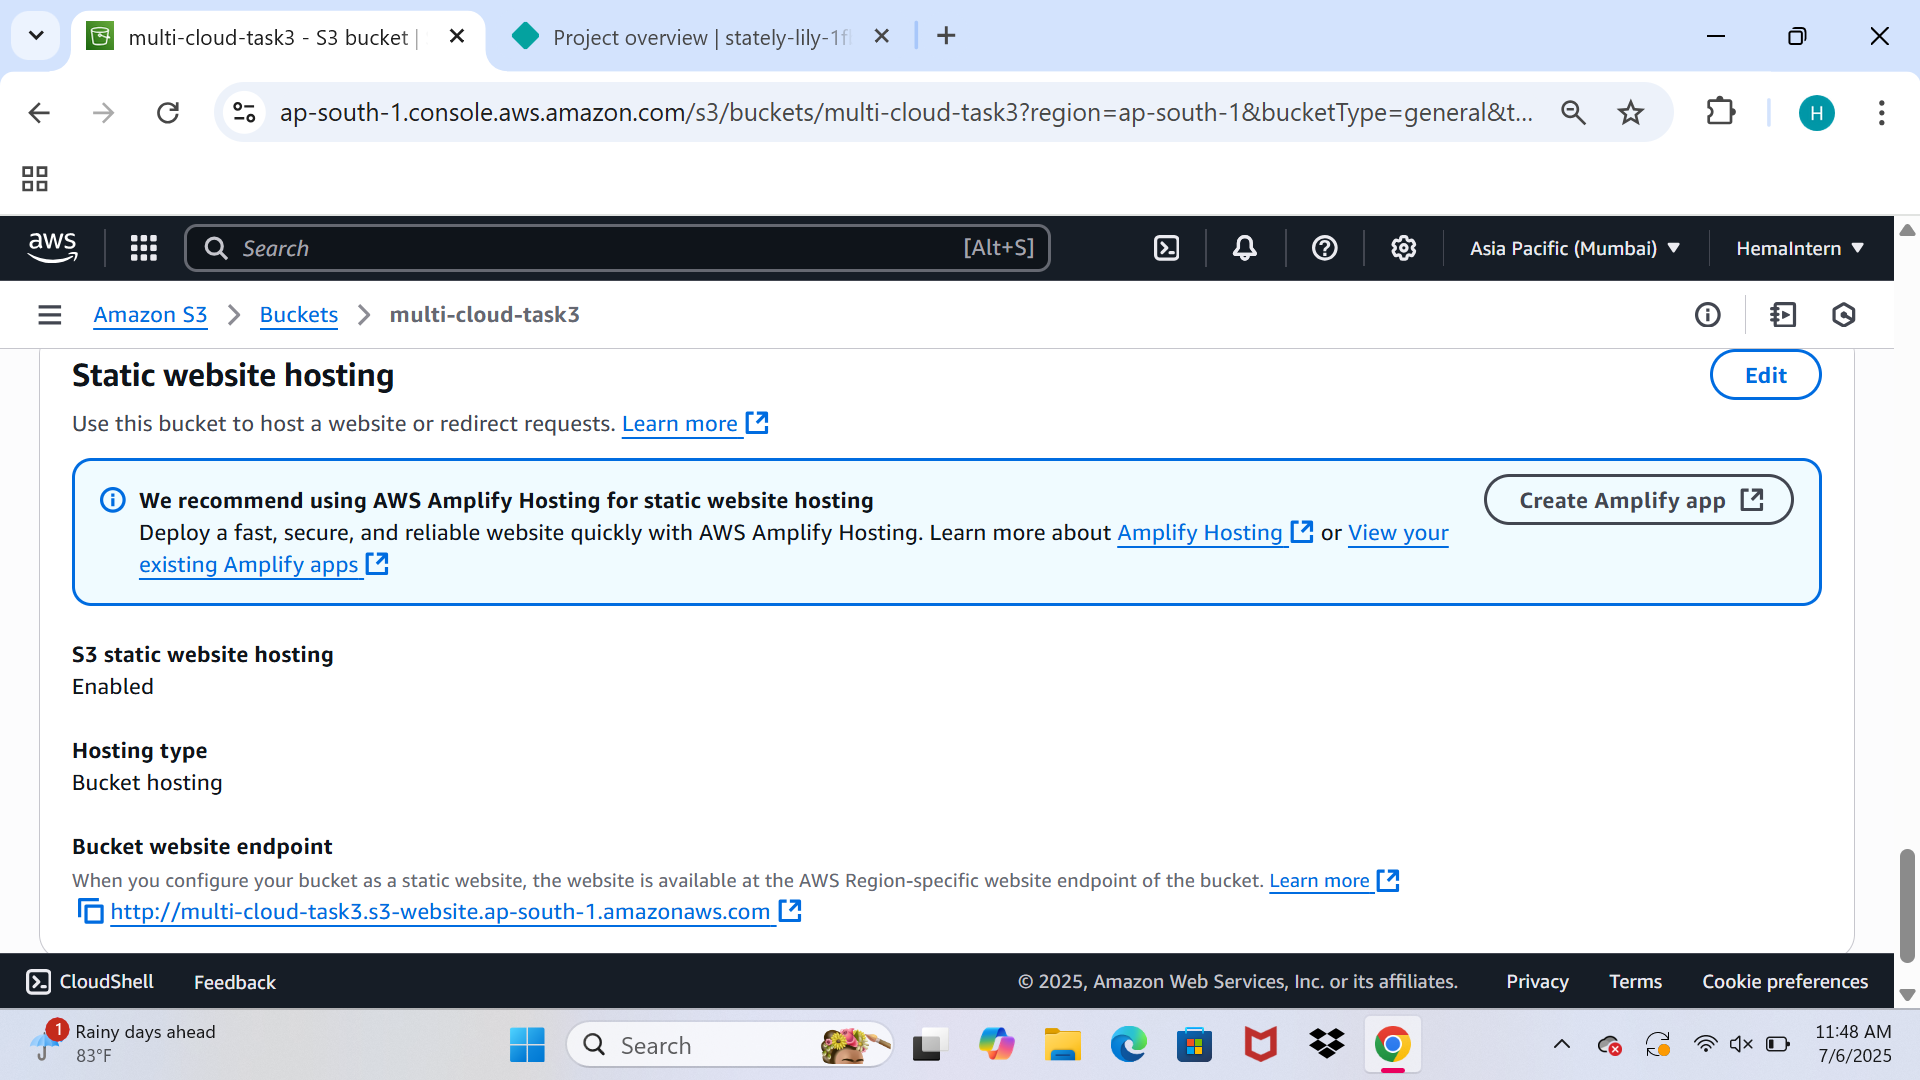 multi-cloud-task3 - S3 bucket |
Project overview | stately-lily-1f
ap-south-1.console.aws.amazon.com/s3/buckets/multi-cloud-task3?region=ap-south-1&bucketType=general&t...
H
aws
Search
[Alt+S]
Asia Pacific (Mumbai)
HemaIntern
Amazon S3
Buckets
multi-cloud-task3
Static website hosting
Edit
Use this bucket to host a website or redirect requests. Learn more
We recommend using AWS Amplify Hosting for static website hosting
Create Amplify app
Deploy a fast, secure, and reliable website quickly with AWS Amplify Hosting. Learn more about Amplify Hosting or View your
existing Amplify apps
S3 static website hosting
Enabled
Hosting type
Bucket hosting
Bucket website endpoint
When you configure your bucket as a static website, the website is available at the AWS Region-specific website endpoint of the bucket. Learn more
http://multi-cloud-task3.s3-website.ap-south-1.amazonaws.com
CloudShell
Feedback
© 2025, Amazon Web Services, Inc. or its affiliates.
Privacy
Terms
Cookie preferences
1
Rainy days ahead
83°F
Search
11:48 AM
7/6/2025